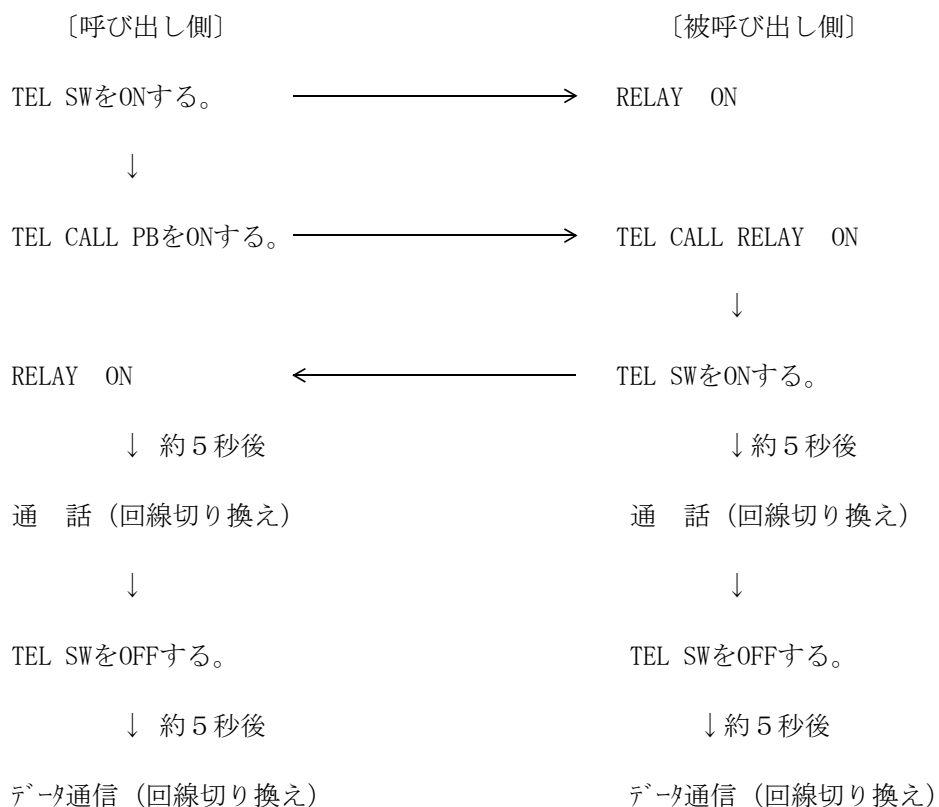 〔呼び出し側〕　〔被呼び出し側〕
TEL SWをONする。 → RELAY　ON
↓
TEL CALL PBをONする。 → TEL CALL RELAY　ON
↓
RELAY　ON ← TEL SWをONする。
↓ 約５秒後　↓約５秒後
通　話（回線切り換え）　通　話（回線切り換え）
↓　↓
TEL SWをOFFする。　TEL SWをOFFする。
↓ 約５秒後　↓約５秒後
ﾃﾞｰﾀ通信（回線切り換え）　ﾃﾞｰﾀ通信（回線切り換え）